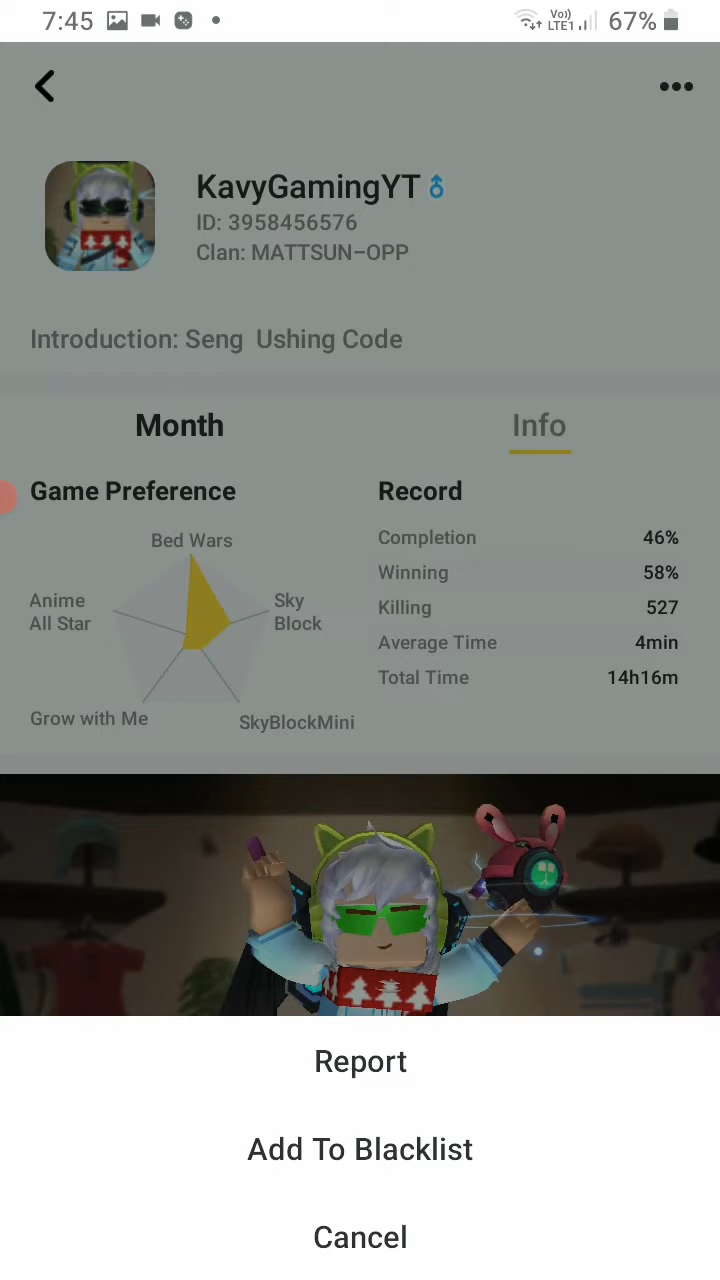 7:45
Vo)) LTE1 67%
KavyGamingYT
ID: 3958456576
Clan: MATTSUN-OPP
Introduction: Seng  Ushing Code
Month Info
Game Preference
Bed Wars
Anime All Star
Sky Block
Grow with Me
SkyBlockMini
Record
Completion 46%
Winning 58%
Killing 527
Average Time 4min
Total Time 14h16m
Report
Add To Blacklist
Cancel